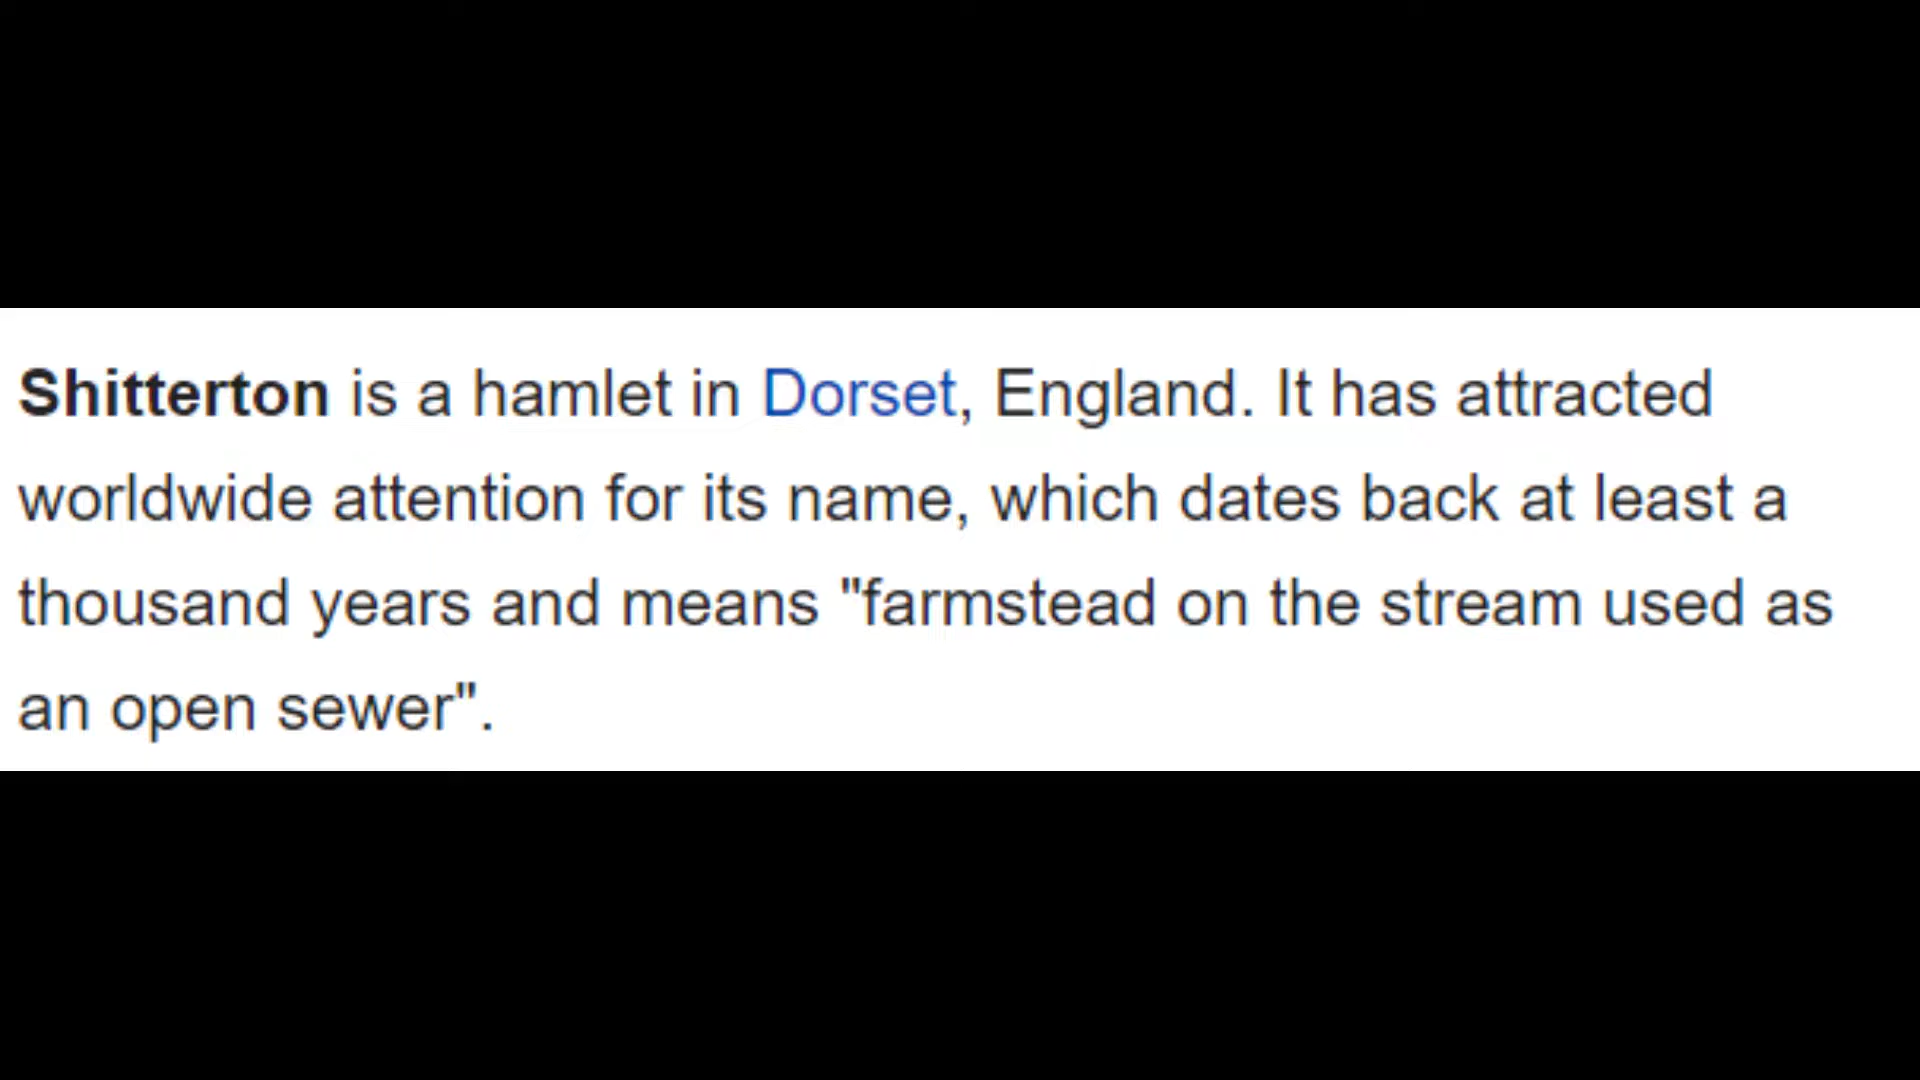 Shitterton is a hamlet in Dorset, England. It has attracted
worldwide attention for its name, which dates back at least a
thousand years and means "farmstead on the stream used as
an open sewer".